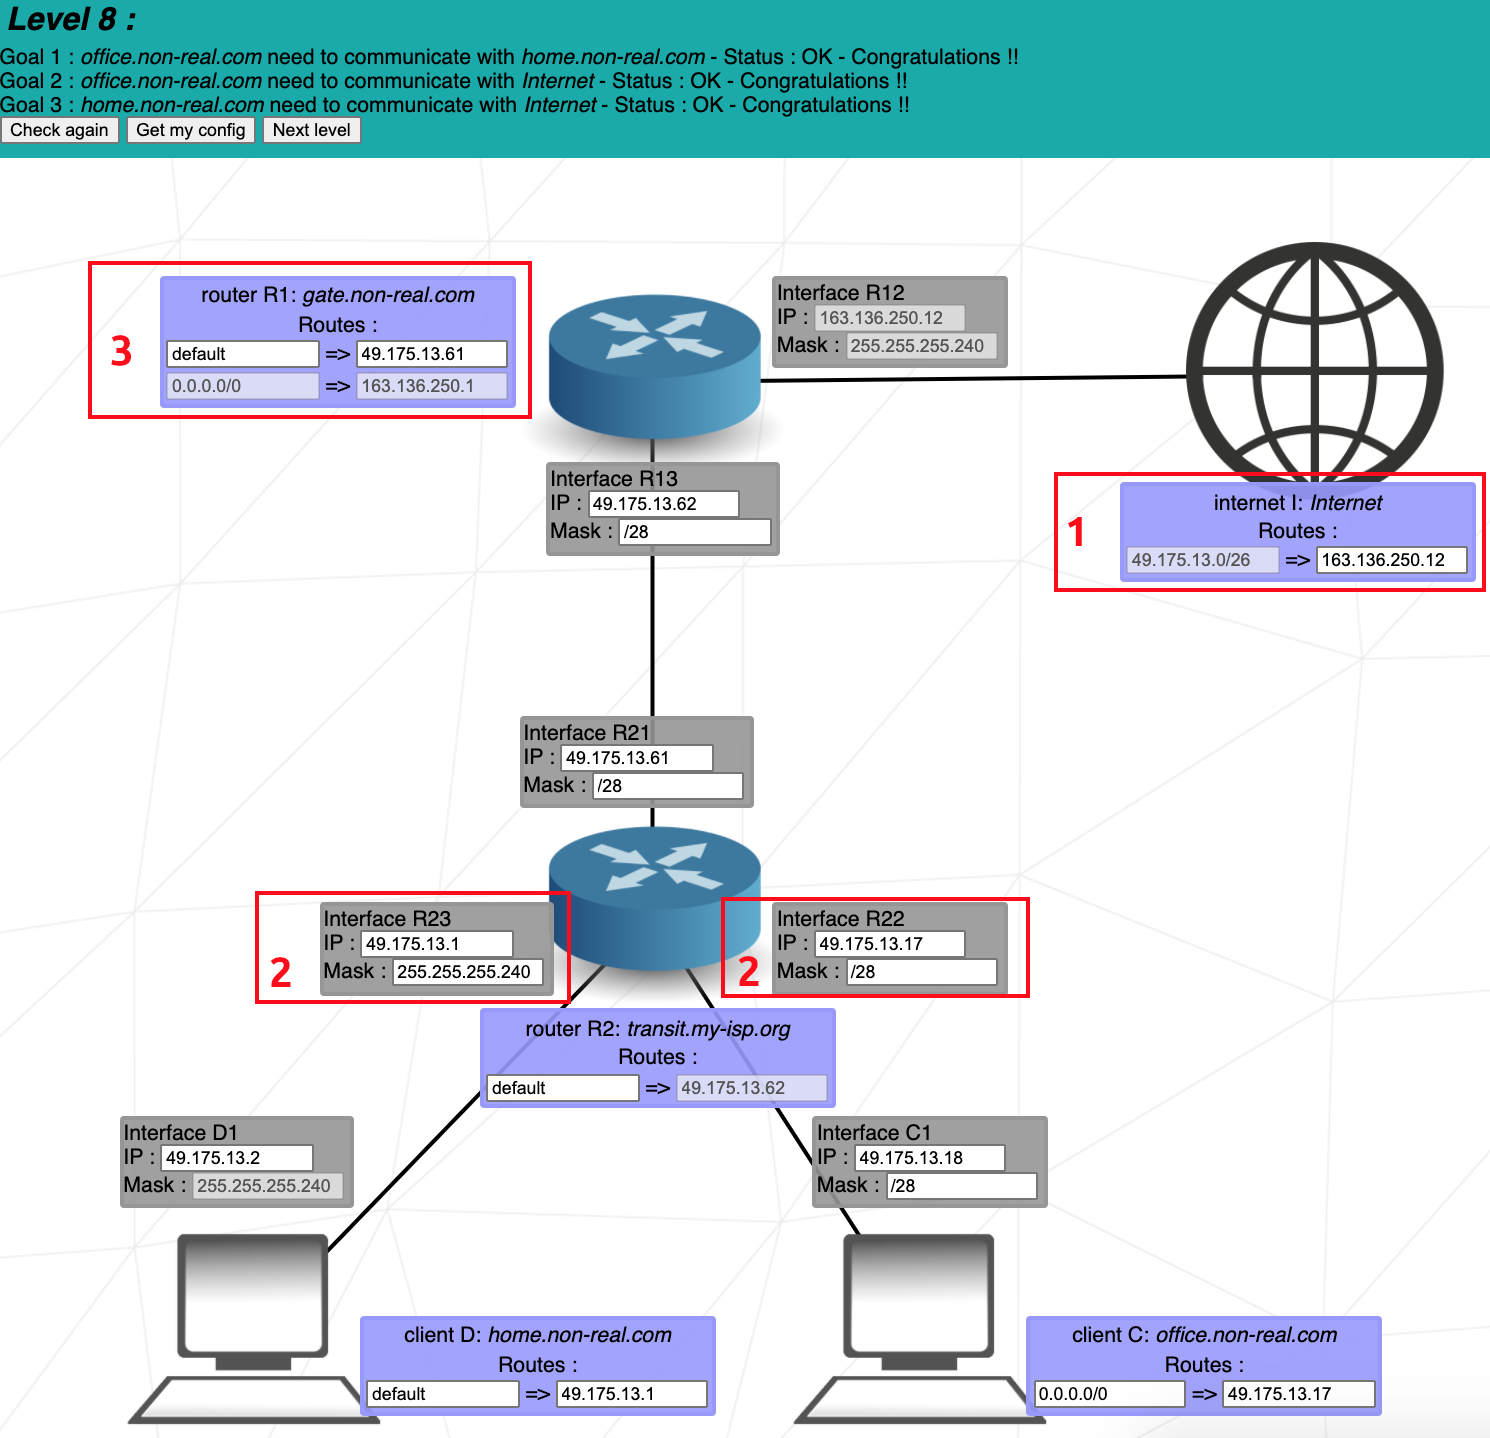 Level 8 :
Goal 1 : office.non-real.com need to communicate with home.non-real.com - Status : OK - Congratulations !!
Goal 2 : office.non-real.com need to communicate with Internet - Status : OK - Congratulations !!
Goal 3 : home.non-real.com need to communicate with Internet - Status : OK - Congratulations !!
Check again Get my config Next level
3
router R1: gate.non-real.com
Routes :
default => 49.175.13.61
0.0.0.0/0 => 163.136.250.1
Interface R12
IP : 163.136.250.12
Mask : 255.255.255.240
Interface R13
IP : 49.175.13.62
Mask : /28
1
internet I: Internet
Routes :
49.175.13.0/26 => 163.136.250.12
Interface R21
IP : 49.175.13.61
Mask : /28
2
Interface R23
IP : 49.175.13.1
Mask : 255.255.255.240
2
Interface R22
IP : 49.175.13.17
Mask : /28
router R2: transit.my-isp.org
Routes :
default => 49.175.13.62
Interface D1
IP : 49.175.13.2
Mask : 255.255.255.240
Interface C1
IP : 49.175.13.18
Mask : /28
client D: home.non-real.com
Routes :
default => 49.175.13.1
client C: office.non-real.com
Routes :
0.0.0.0/0 => 49.175.13.17